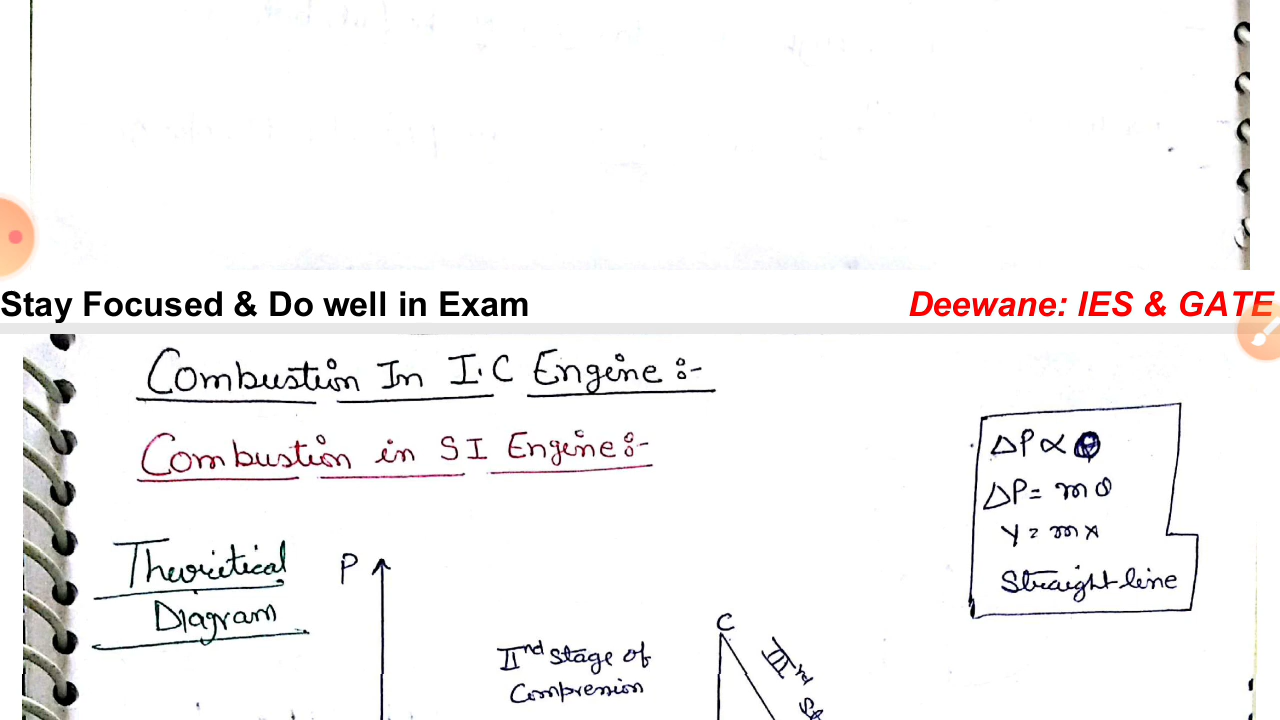 Stay Focused & Do well in Exam
Deewane: IES & GATE
Combustion In I.C Engine :-
Combustion in SI Engine :-
ΔP ∝ θ
ΔP = mθ
Y = mx
Straight line
Theoritical
Diagram
P
C
IInd stage of
Compression
IIIrd